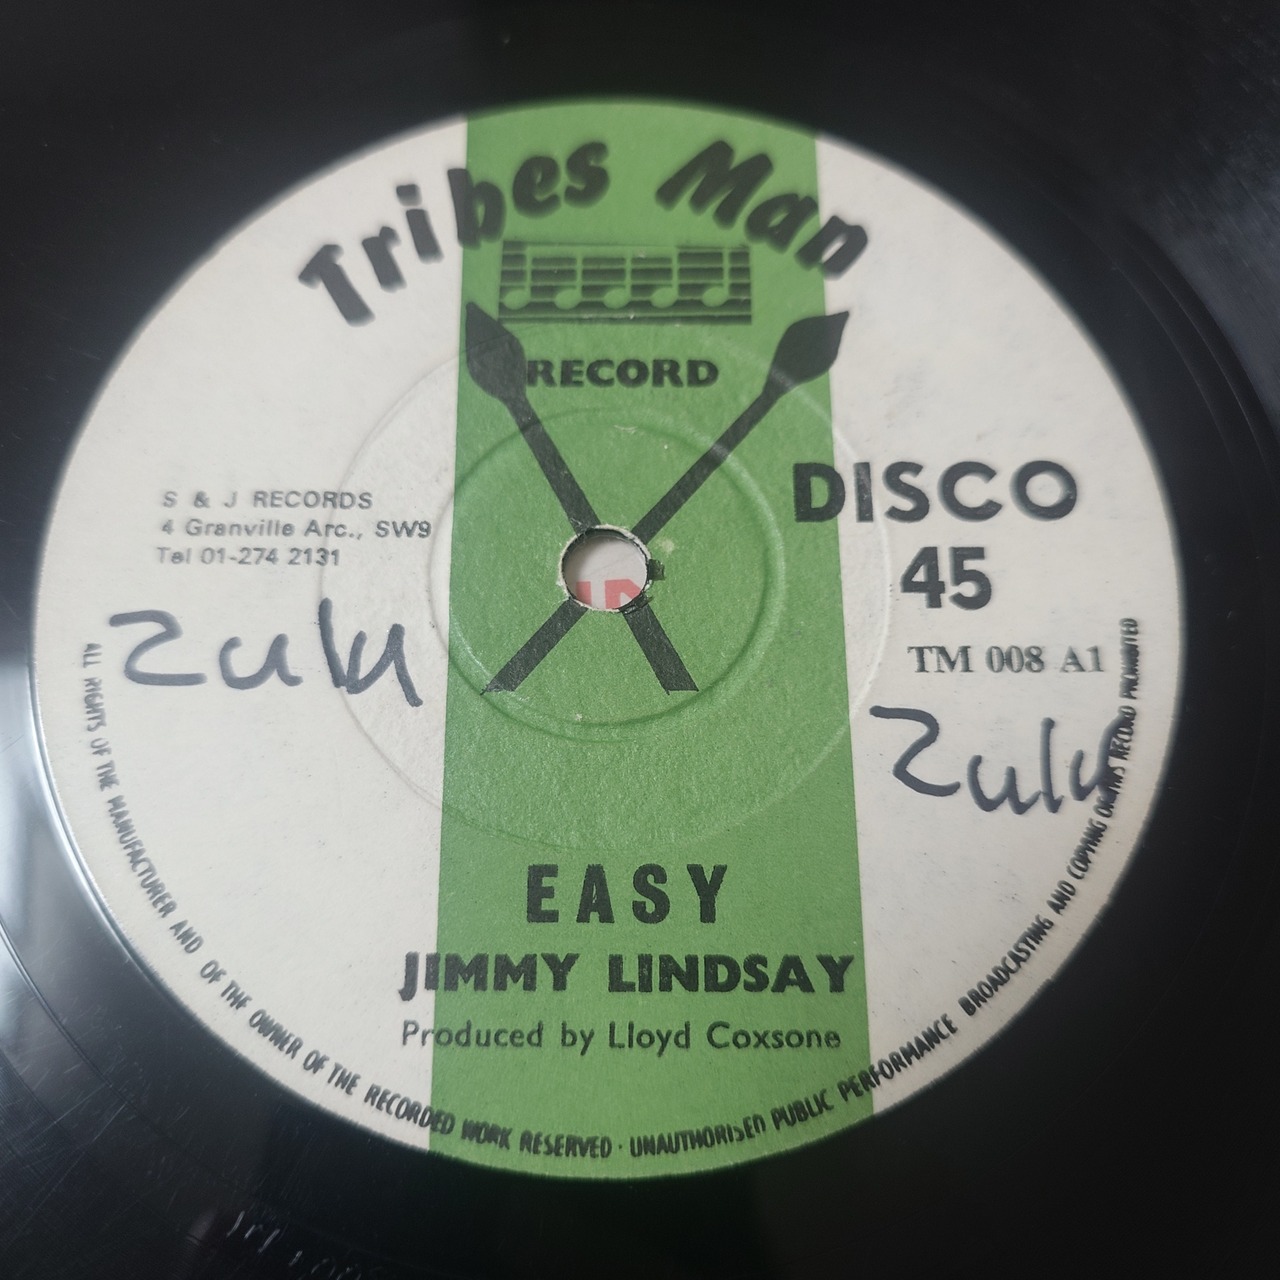 Tribes Man
RECORD
DISCO
45
S & J RECORDS
4 Granville Arc., SW9
Tel 01-274 2131
TM 008 A1
Zulu
Zulu
EASY
JIMMY LINDSAY
Produced by Lloyd Coxsone
ALL RIGHTS OF THE MANUFACTURER AND OF THE OWNER OF THE RECORDED WORK RESERVED · UNAUTHORISED PUBLIC PERFORMANCE BROADCASTING AND COPYING OF THIS RECORD PROHIBITED